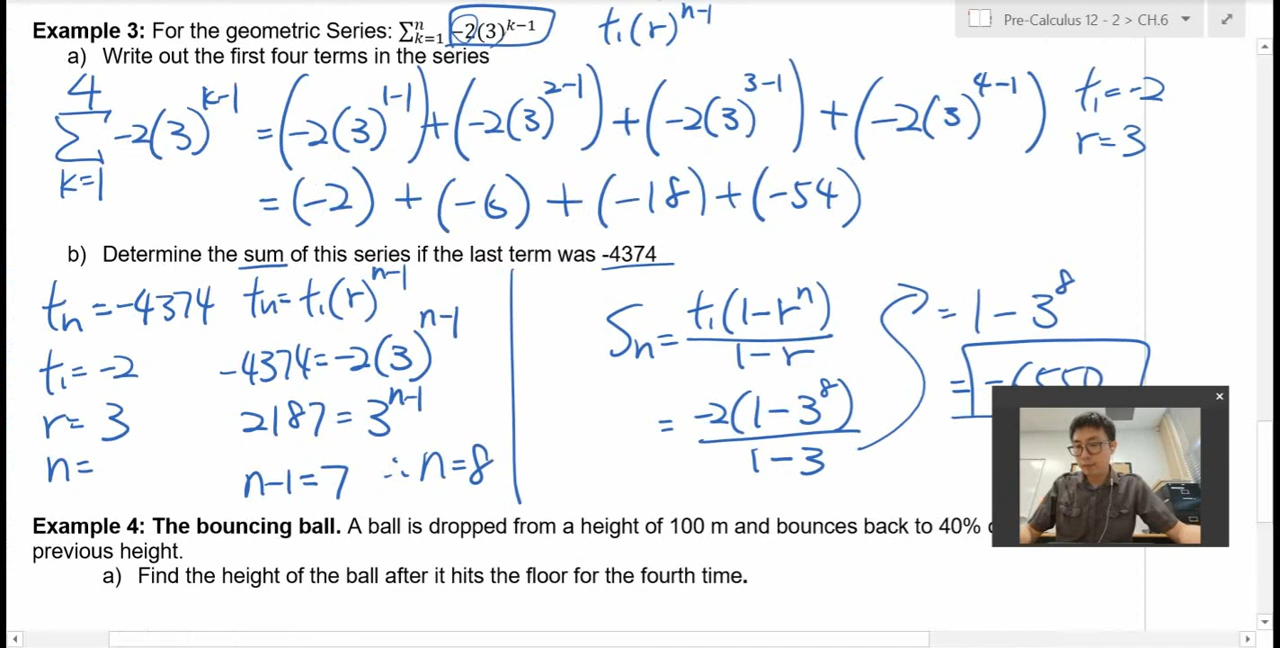 Pre-Calculus 12 - 2 > CH.6
Example 3: For the geometric Series: Σⁿₖ₌₁ −2(3)ᵏ⁻¹ t₁(r)ⁿ⁻¹
a) Write out the first four terms in the series
4
Σ -2(3)^(k-1) = (-2(3)^(1-1)) + (-2(3)^(2-1)) + (-2(3)^(3-1)) + (-2(3)^(4-1)) t₁=-2
k=1 r=3
= (-2) + (-6) + (-18) + (-54)
b) Determine the sum of this series if the last term was -4374
tn = -4374 tn = t₁(r)^(n-1)
t₁ = -2 -4374 = -2(3)^(n-1)
r = 3 2187 = 3^(n-1)
n = n-1 = 7 ∴ n = 8
Sn = t₁(1-rⁿ) / 1-r
= -2(1-3⁸) / 1-3
= 1-3⁸
=
Example 4: The bouncing ball. A ball is dropped from a height of 100 m and bounces back to 40%
previous height.
a) Find the height of the ball after it hits the floor for the fourth time.